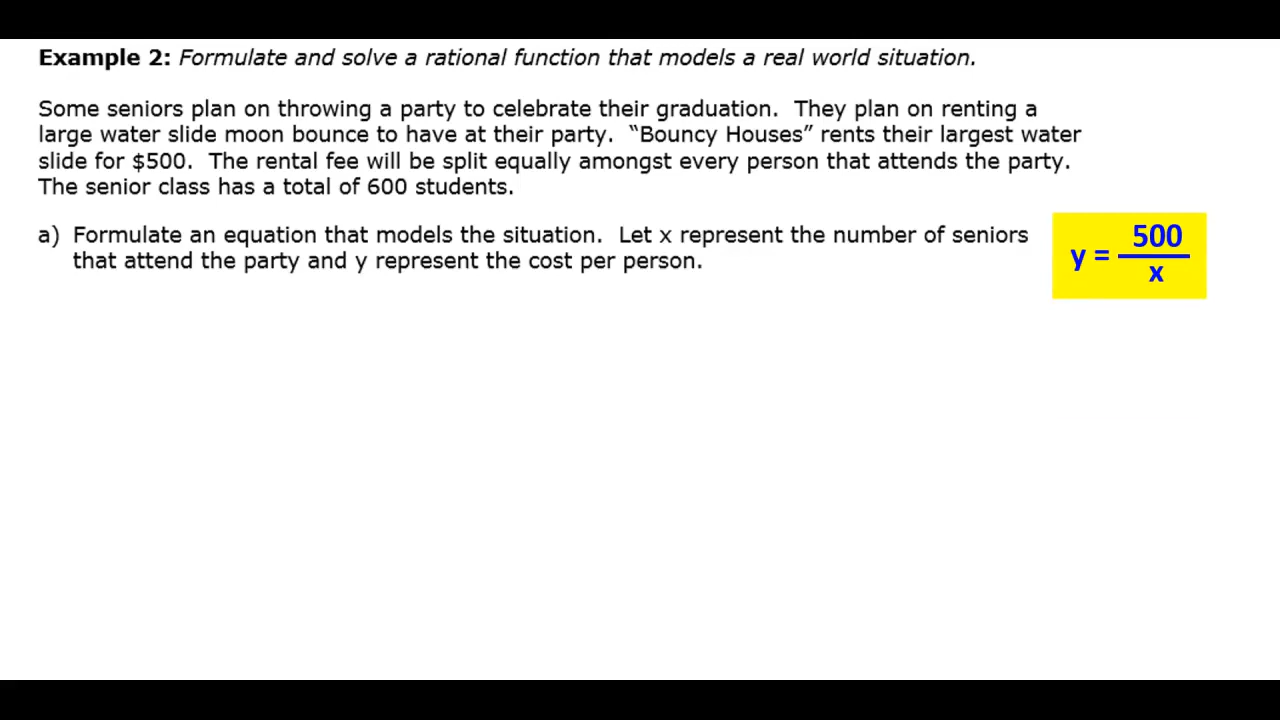 Example 2: Formulate and solve a rational function that models a real world situation.
Some seniors plan on throwing a party to celebrate their graduation. They plan on renting a
large water slide moon bounce to have at their party. “Bouncy Houses” rents their largest water
slide for $500. The rental fee will be split equally amongst every person that attends the party.
The senior class has a total of 600 students.
a) Formulate an equation that models the situation. Let x represent the number of seniors
that attend the party and y represent the cost per person.
y = 500/x